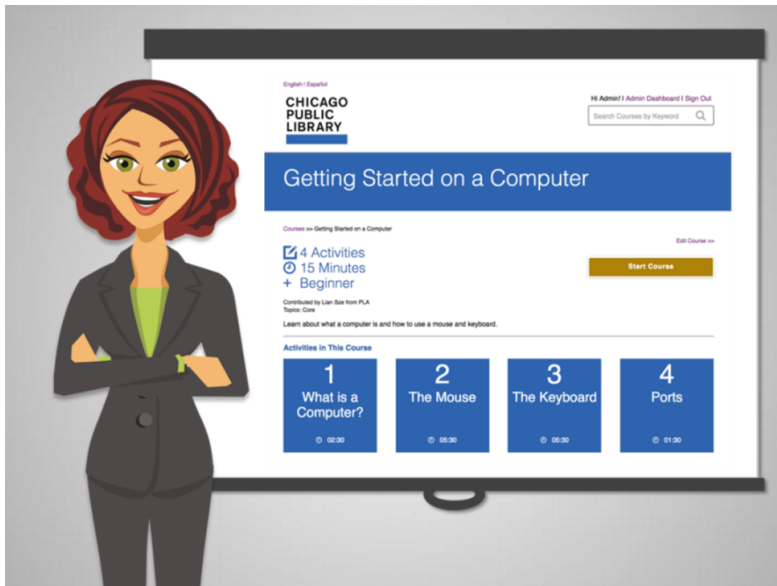 English | Español
CHICAGO
PUBLIC
LIBRARY
Hi Admin! | Admin Dashboard | Sign Out
Search Courses by Keyword
Getting Started on a Computer
Courses >> Getting Started on a Computer
Edit Course >>
4 Activities
15 Minutes
+ Beginner
Start Course
Contributed by Lian Sze from PLA
Topics: Core
Learn about what a computer is and how to use a mouse and keyboard.
Activities in This Course
1
What is a
Computer?
02:30
2
The Mouse
05:30
3
The Keyboard
05:30
4
Ports
01:30